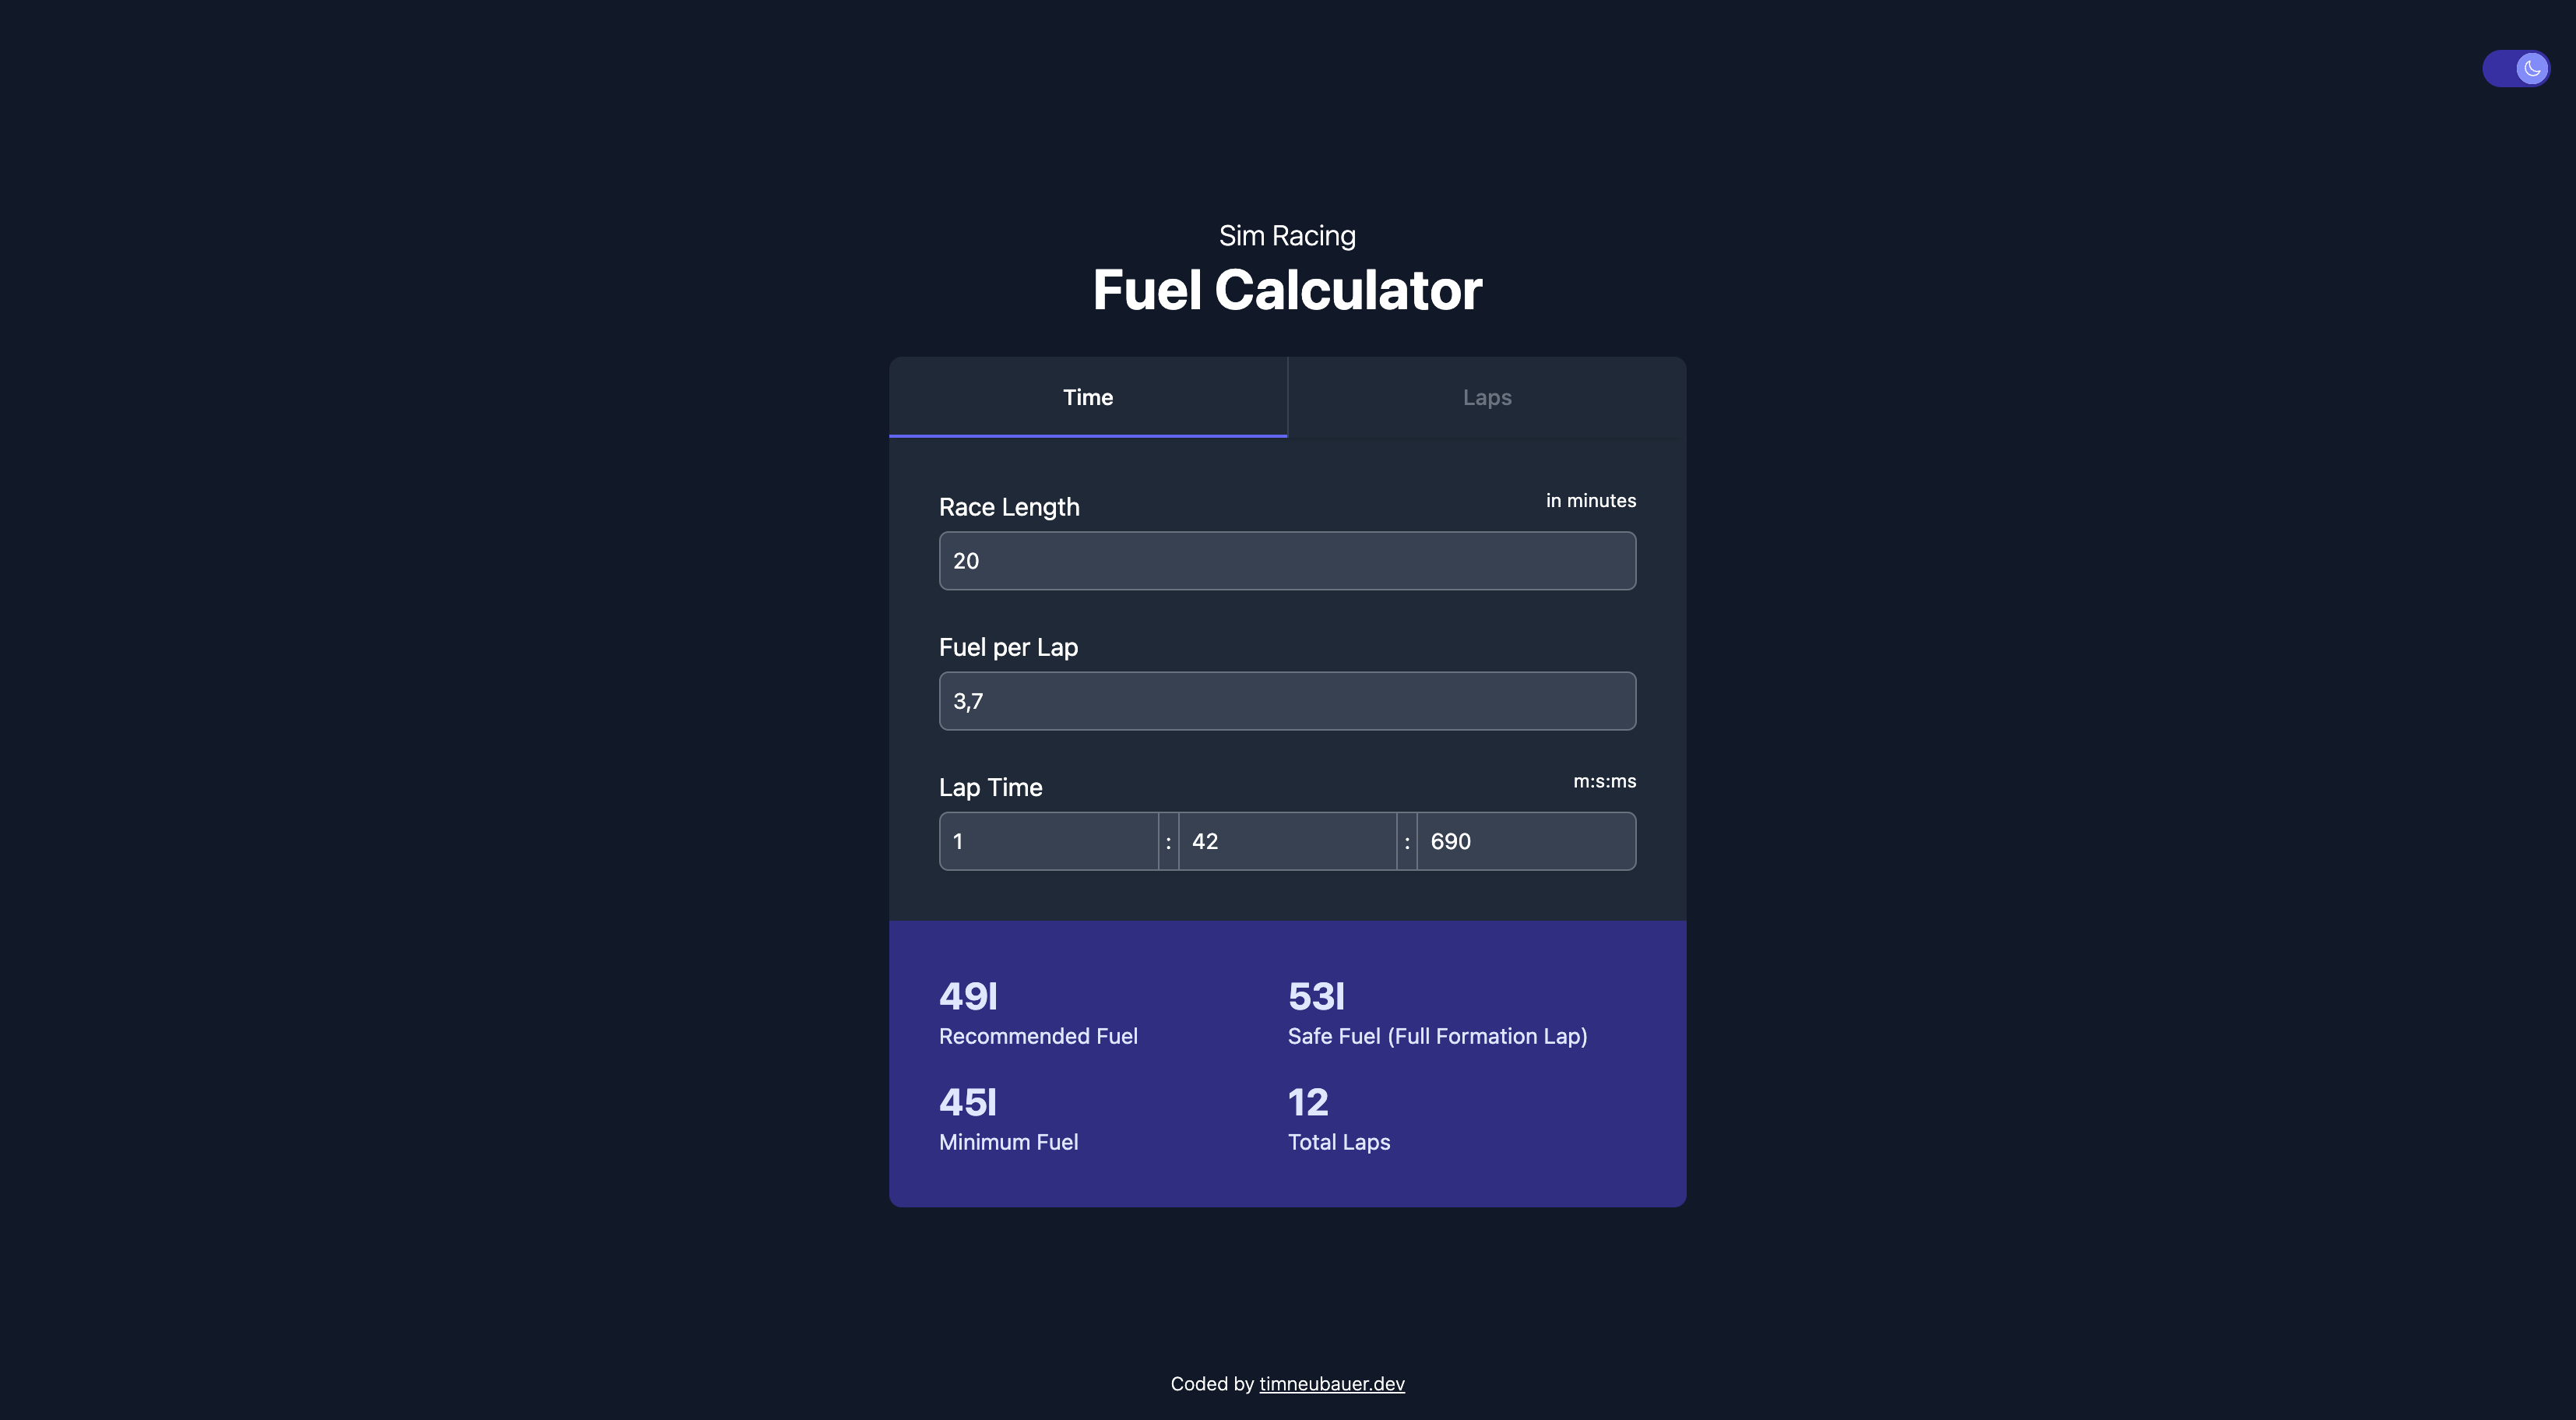 Sim Racing
Fuel Calculator
Time
Laps
Race Length
in minutes
20
Fuel per Lap
3,7
Lap Time
m:s:ms
1 : 42 : 690
49l
Recommended Fuel
53l
Safe Fuel (Full Formation Lap)
45l
Minimum Fuel
12
Total Laps
Coded by timneubauer.dev